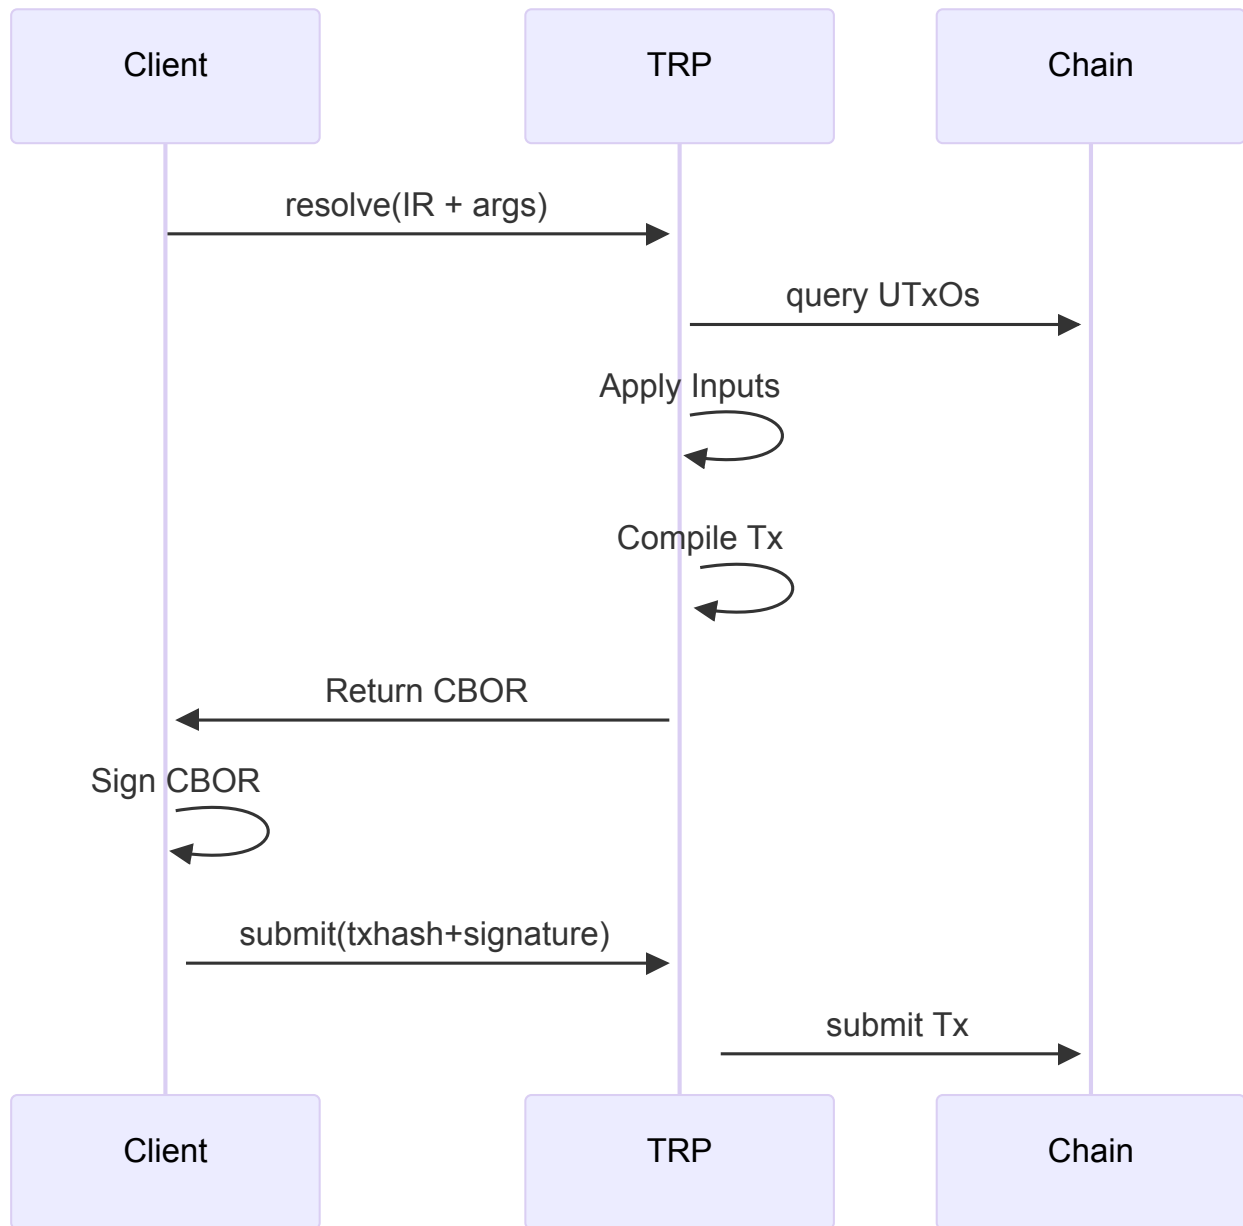 Client
TRP
Chain
resolve(IR + args)
query UTxOs
Apply Inputs
Compile Tx
Return CBOR
Sign CBOR
submit(txhash+signature)
submit Tx
Client
TRP
Chain